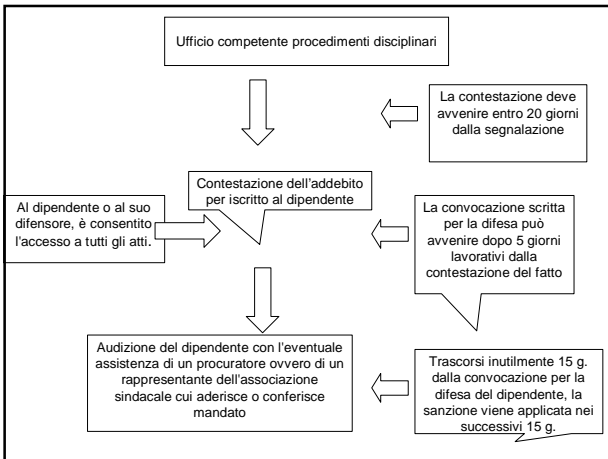 Ufficio competente procedimenti disciplinari
La contestazione deve
avvenire entro 20 giorni
dalla segnalazione
Contestazione dell'addebito
per iscritto al dipendente
Al dipendente o al suo
difensore, è consentito
l'accesso a tutti gli atti.
La convocazione scritta
per la difesa può
avvenire dopo 5 giorni
lavorativi dalla
contestazione del fatto
Audizione del dipendente con l'eventuale
assistenza di un procuratore ovvero di un
rappresentante dell'associazione
sindacale cui aderisce o conferisce
mandato
Trascorsi inutilmente 15 g.
dalla convocazione per la
difesa del dipendente, la
sanzione viene applicata nei
successivi 15 g.